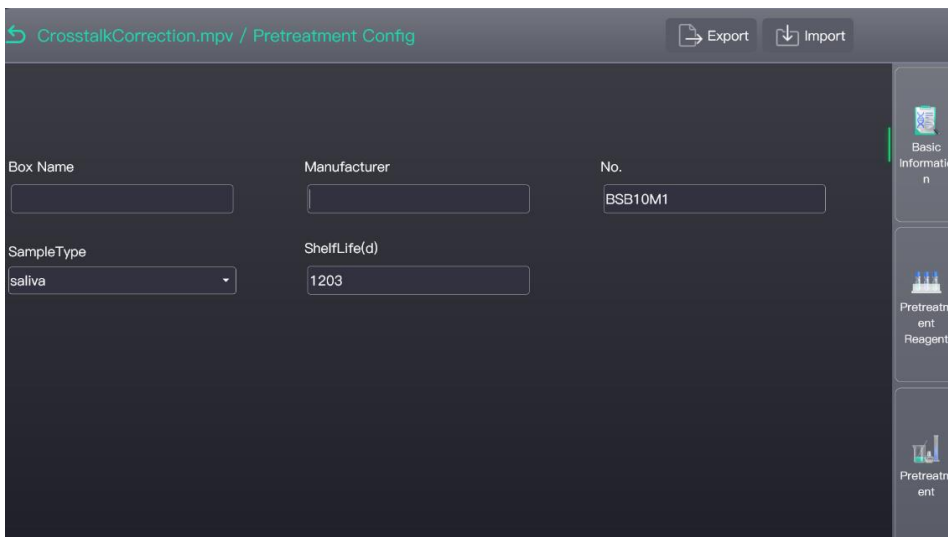 CrosstalkCorrection.mpv / Pretreatment Config
Export
Import
Box Name
Manufacturer
No.
BSB10M1
SampleType
ShelfLife(d)
saliva
1203
Basic
Informati
n
Pretreatm
ent
Reagent
Pretreatm
ent